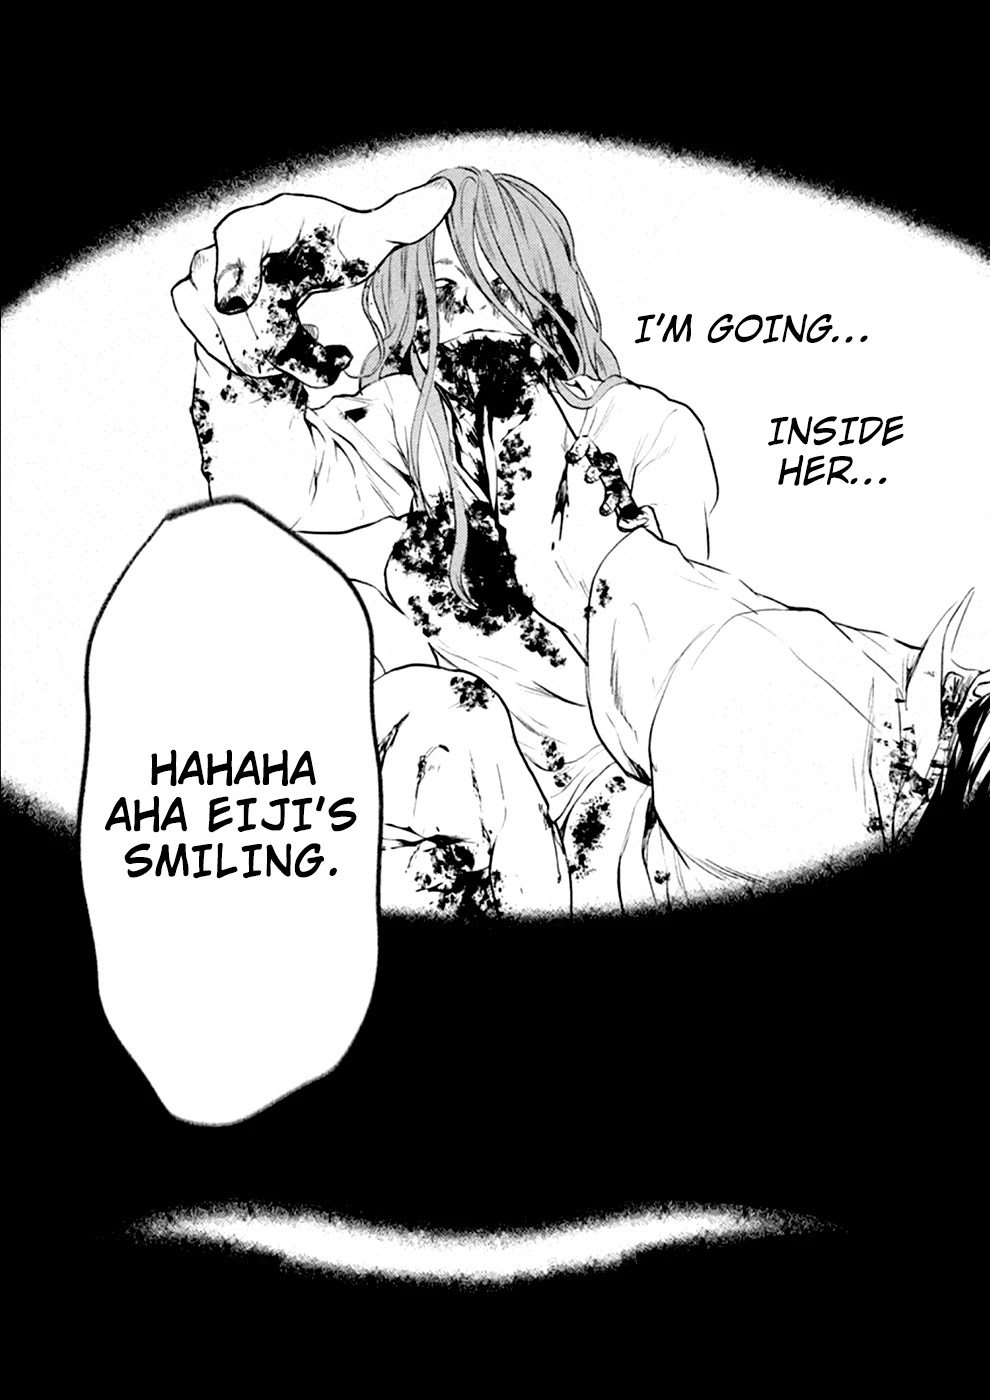 I'M GOING...
INSIDE
HER...
HAHAHA
AHA EIJI'S
SMILING.